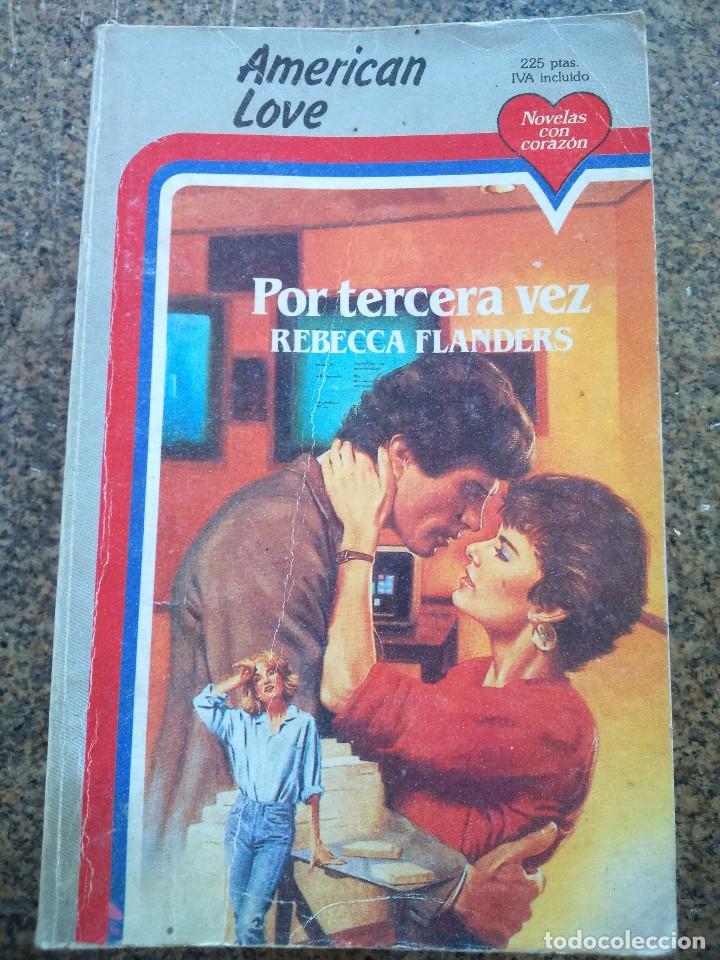 American
Love
225 ptas.
IVA incluido
Novelas
con
corazón
Por tercera vez
REBECCA FLANDERS
todocoleccion